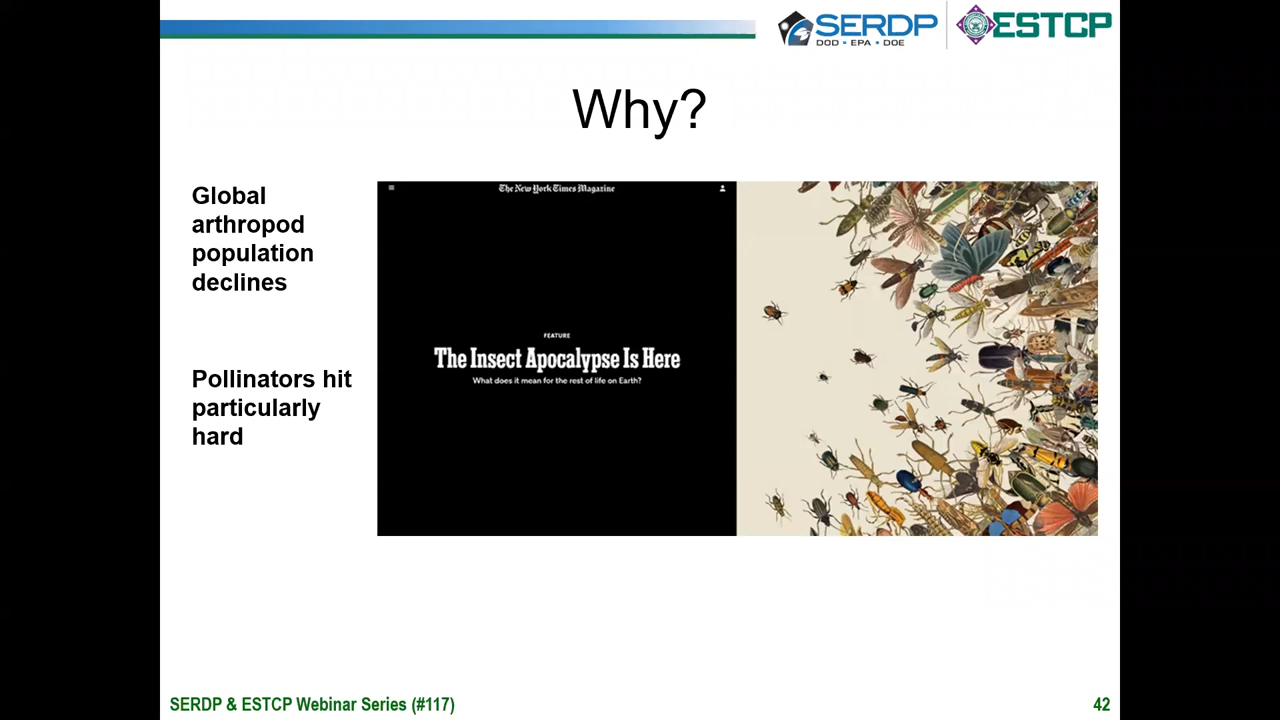 SERDP
DOD • EPA • DOE
ESTCP
Why?
Global
arthropod
population
declines
Pollinators hit
particularly
hard
The New York Times Magazine
FEATURE
The Insect Apocalypse Is Here
What does it mean for the rest of life on Earth?
SERDP & ESTCP Webinar Series (#117)
42